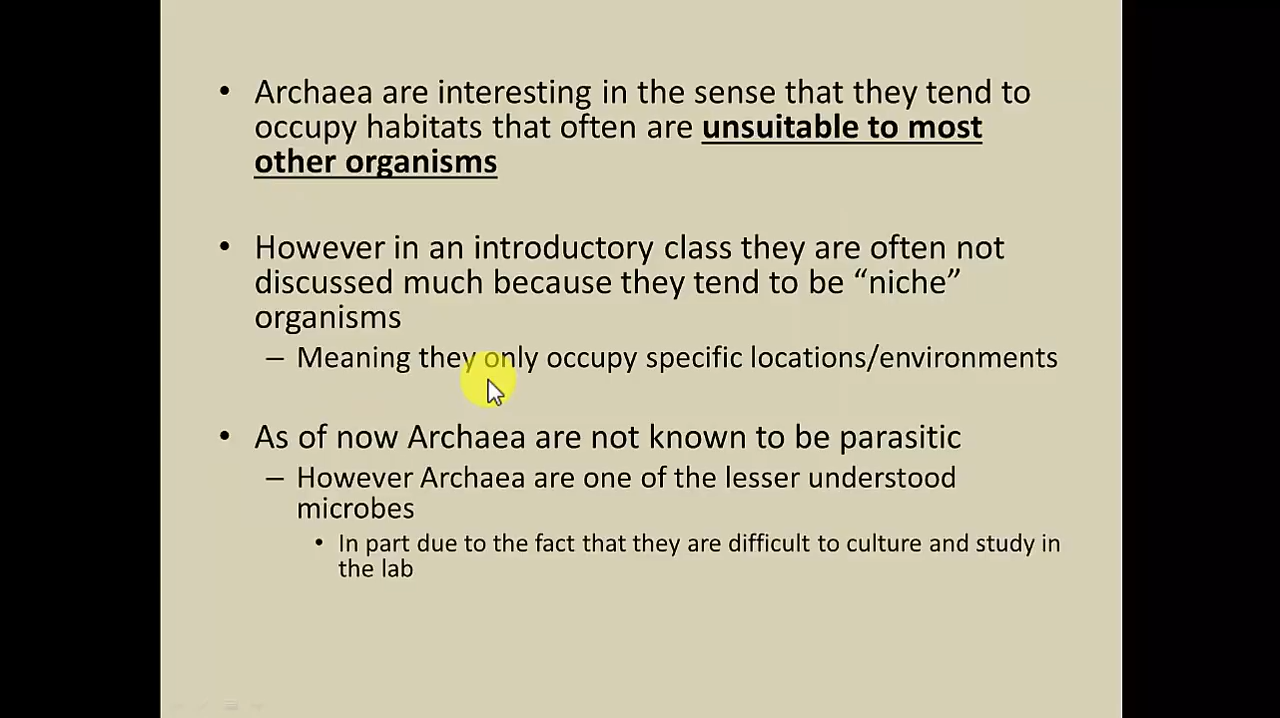 • Archaea are interesting in the sense that they tend to
occupy habitats that often are unsuitable to most
other organisms
• However in an introductory class they are often not
discussed much because they tend to be “niche”
organisms
– Meaning they only occupy specific locations/environments
• As of now Archaea are not known to be parasitic
– However Archaea are one of the lesser understood
microbes
• In part due to the fact that they are difficult to culture and study in
the lab